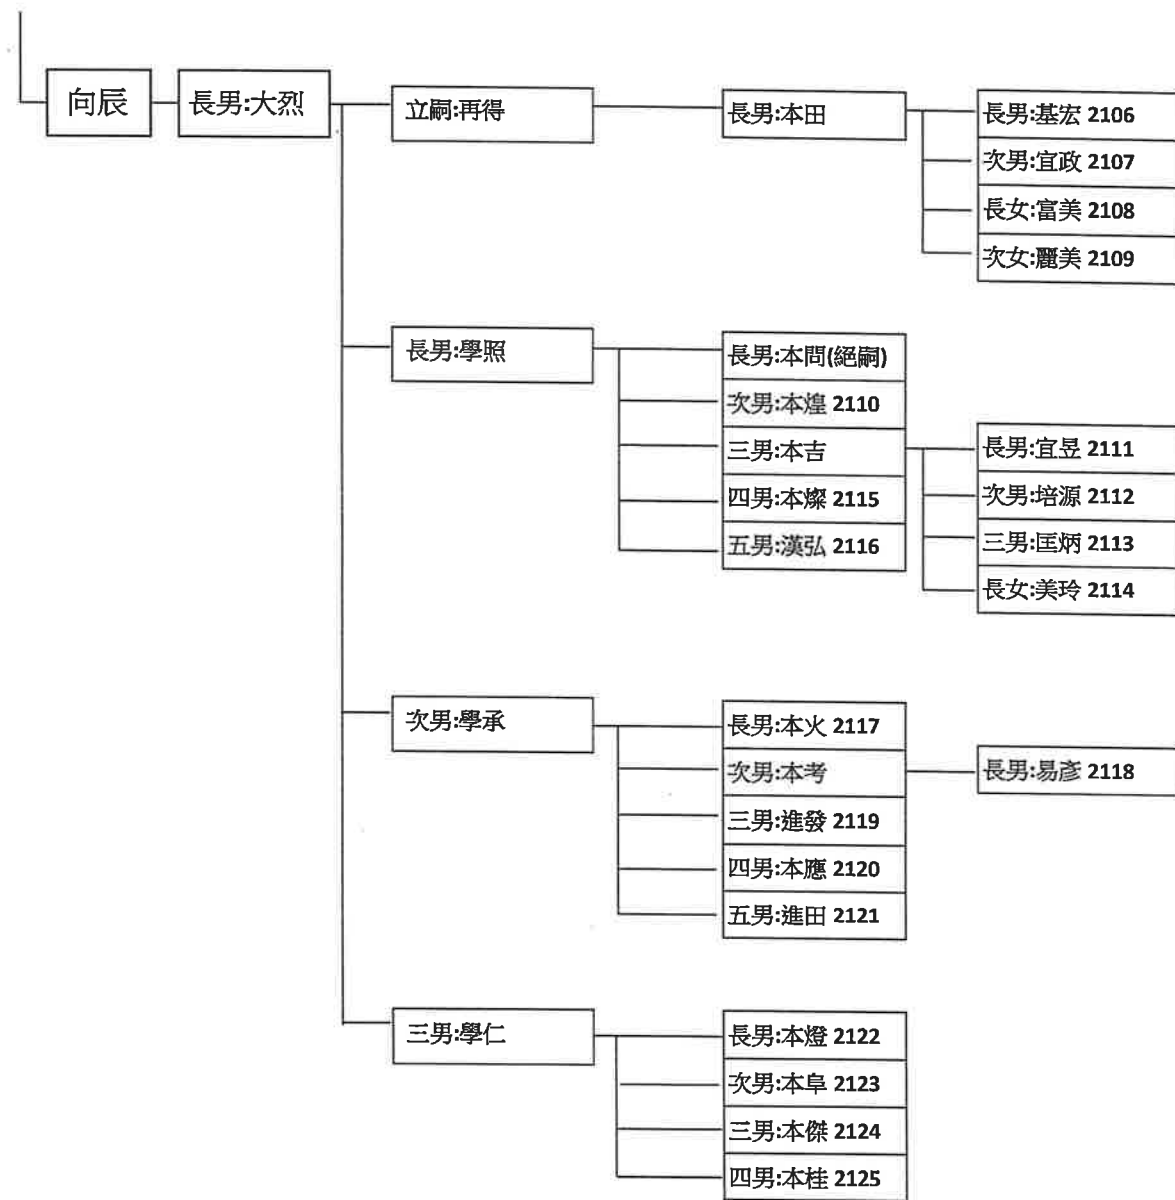 向辰
長男:大烈
立嗣:再得
長男:本田
長男:基宏 2106
次男:宜政 2107
長女:富美 2108
次女:麗美 2109
長男:學照
長男:本問(絕嗣)
次男:本煌 2110
三男:本吉
四男:本燦 2115
五男:漢弘 2116
長男:宜昱 2111
次男:培源 2112
三男:匡炳 2113
長女:美玲 2114
次男:學承
長男:本火 2117
次男:本考
三男:進發 2119
四男:本應 2120
五男:進田 2121
長男:易彥 2118
三男:學仁
長男:本燈 2122
次男:本阜 2123
三男:本傑 2124
四男:本桂 2125